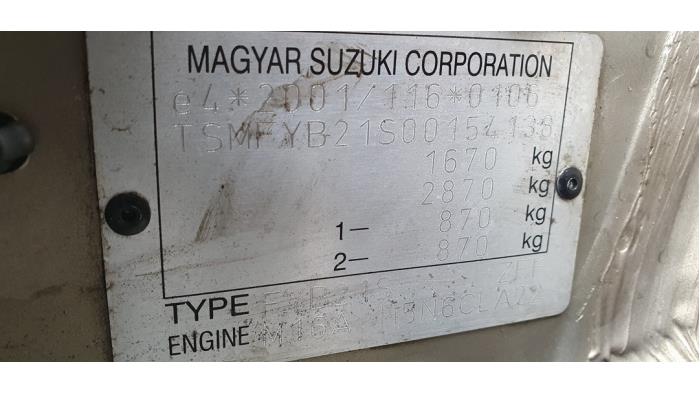 MAGYAR SUZUKI CORPORATION
e4*2001/116*0106
TSMFYB21S00154138
1670 kg
2870 kg
1— 870 kg
2— 870 kg
TYPE
ENGINE M16A